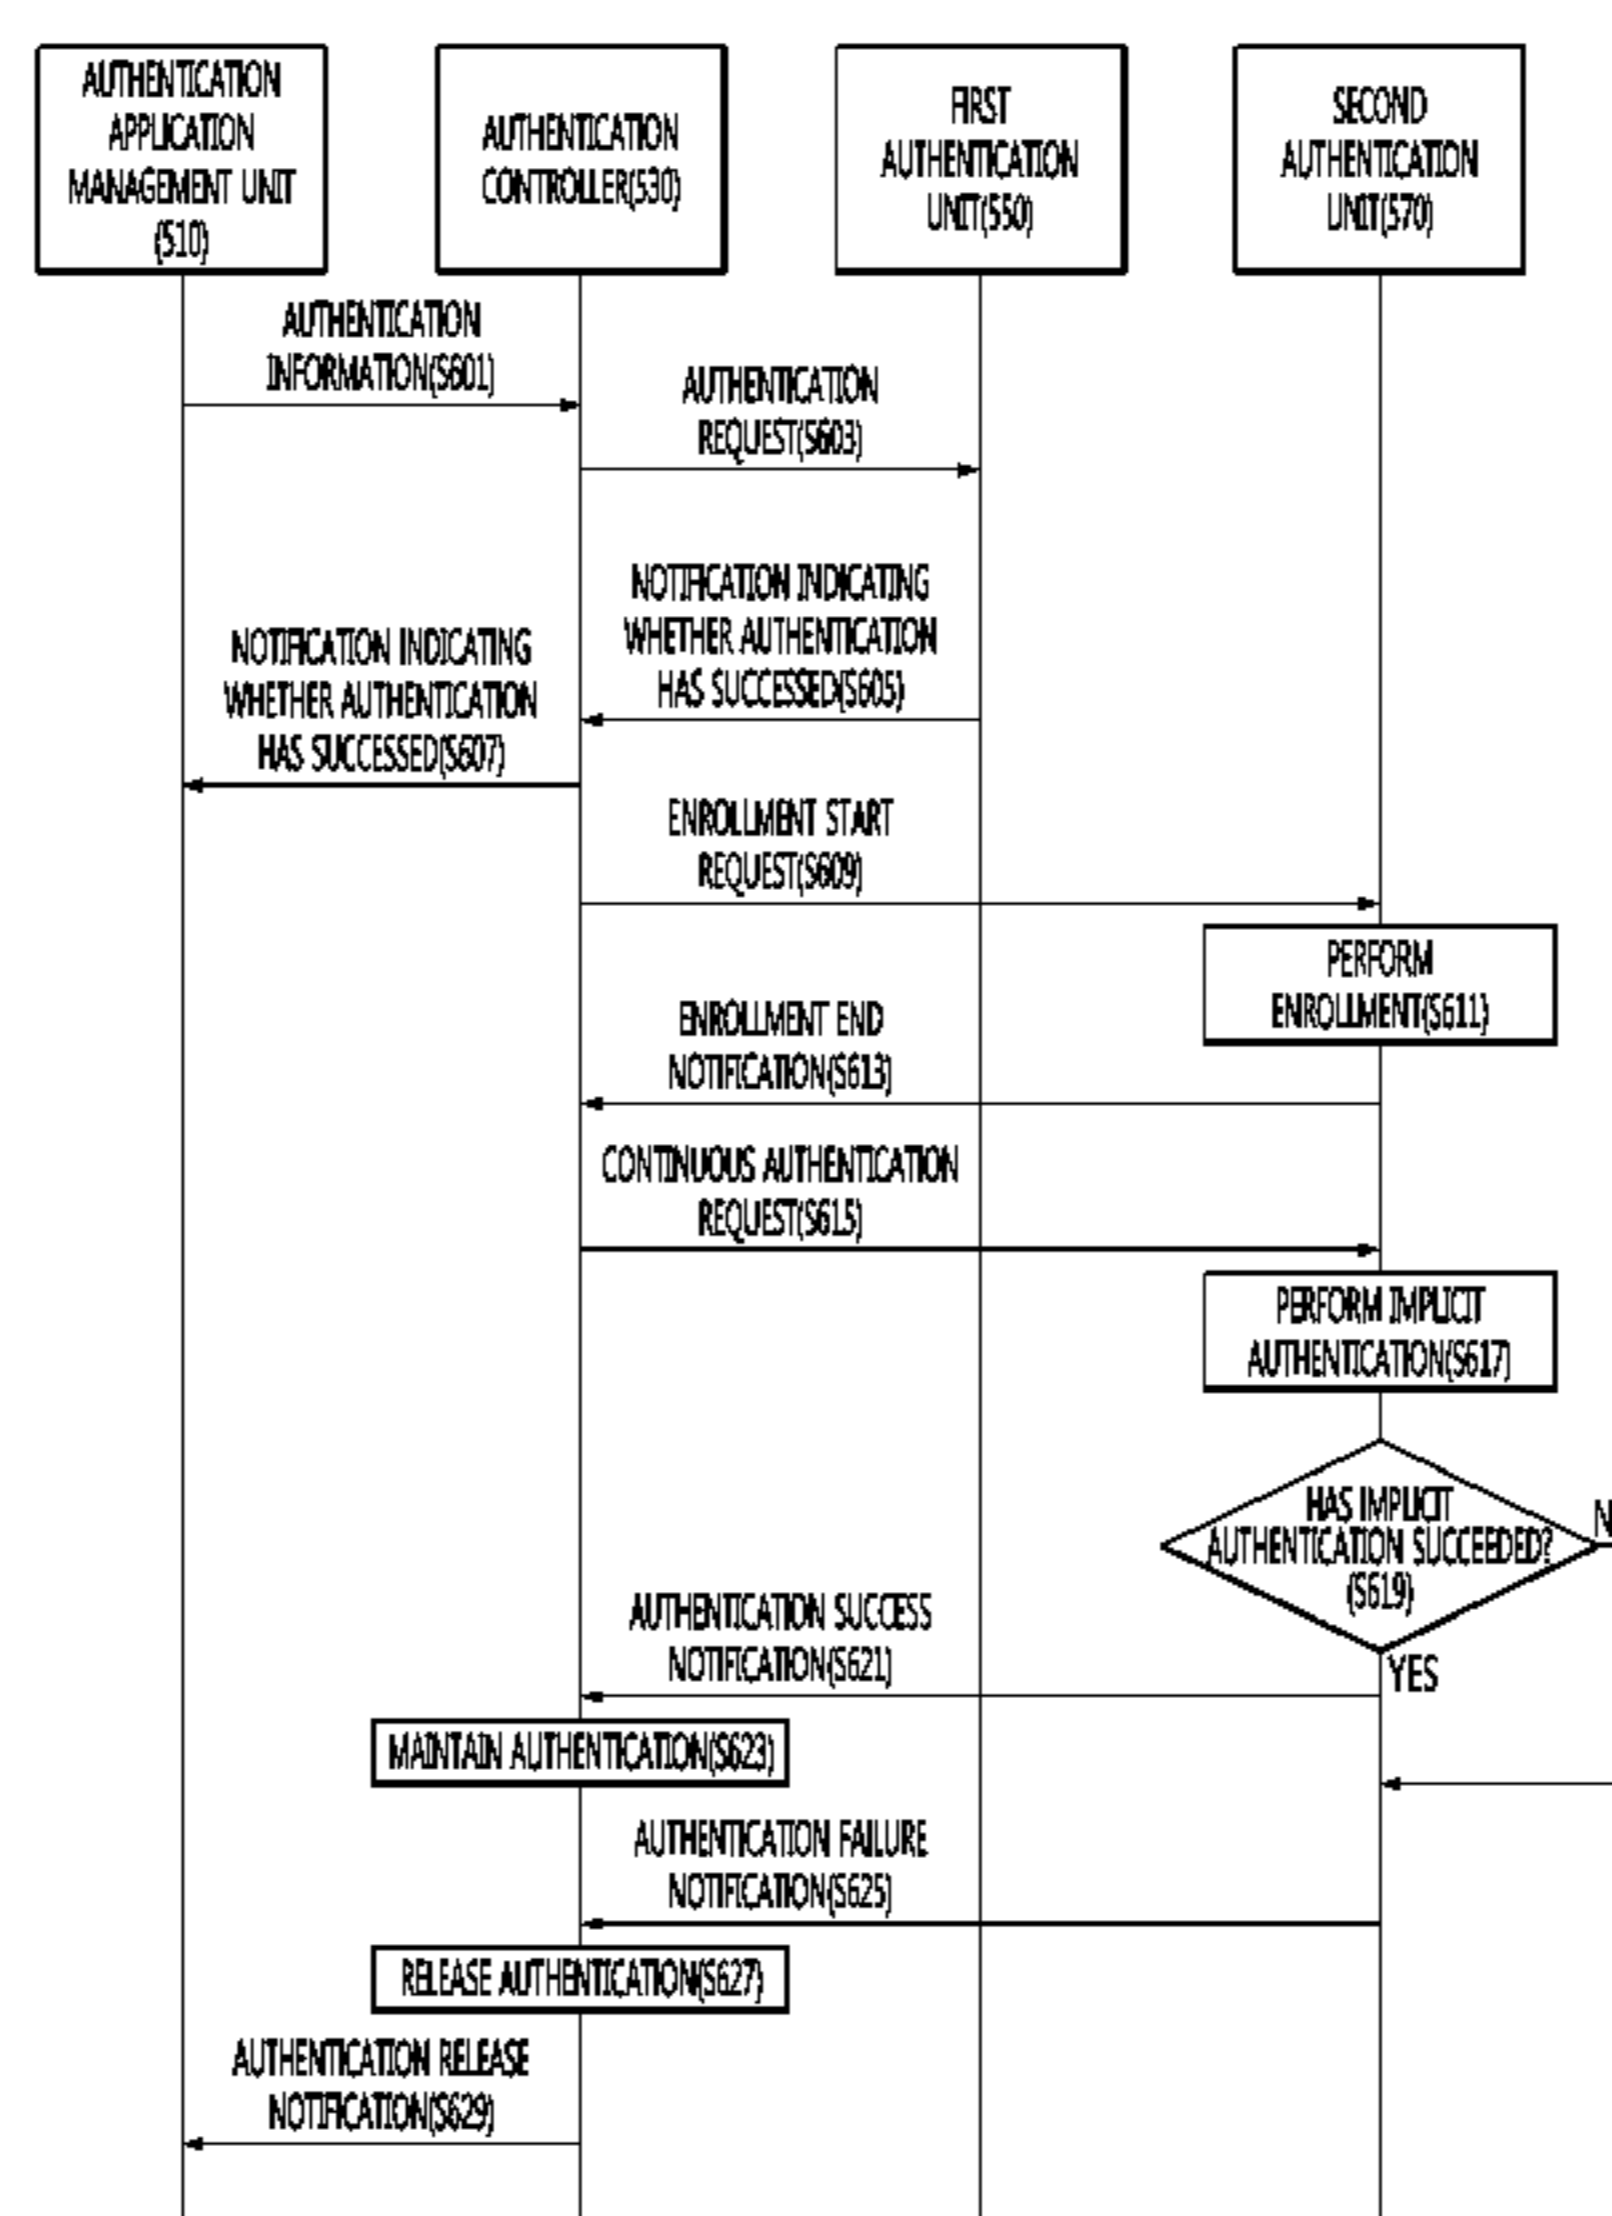 AUTHENTICATION
APPLICATION
MANAGEMENT UNIT
(510)
AUTHENTICATION
CONTROLLER(530)
FIRST
AUTHENTICATION
UNIT(550)
SECOND
AUTHENTICATION
UNIT(570)
AUTHENTICATION
INFORMATION(S601)
AUTHENTICATION
REQUEST(S603)
NOTIFICATION INDICATING
WHETHER AUTHENTICATION
HAS SUCCESSED(S605)
NOTIFICATION INDICATING
WHETHER AUTHENTICATION
HAS SUCCESSED(S607)
ENROLLMENT START
REQUEST(S609)
PERFORM
ENROLLMENT(S611)
ENROLLMENT END
NOTIFICATION(S613)
CONTINUOUS AUTHENTICATION
REQUEST(S615)
PERFORM IMPLICIT
AUTHENTICATION(S617)
HAS IMPLICIT
AUTHENTICATION SUCCEEDED?
(S619)
N
YES
AUTHENTICATION SUCCESS
NOTIFICATION(S621)
MAINTAIN AUTHENTICATION(S623)
AUTHENTICATION FAILURE
NOTIFICATION(S625)
RELEASE AUTHENTICATION(S627)
AUTHENTICATION RELEASE
NOTIFICATION(S629)